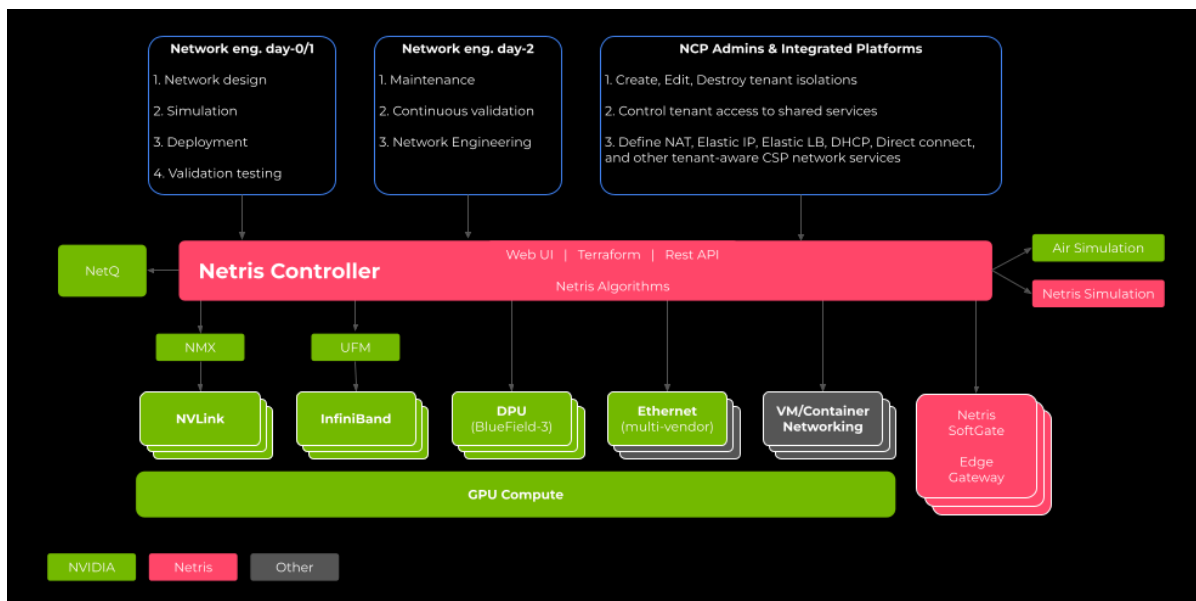 Network eng. day-0/1
1. Network design
2. Simulation
3. Deployment
4. Validation testing
Network eng. day-2
1. Maintenance
2. Continuous validation
3. Network Engineering
NCP Admins & Integrated Platforms
1. Create, Edit, Destroy tenant isolations
2. Control tenant access to shared services
3. Define NAT, Elastic IP, Elastic LB, DHCP, Direct connect,
and other tenant-aware CSP network services
NetQ
Netris Controller
Web UI | Terraform | Rest API
Netris Algorithms
Air Simulation
Netris Simulation
NMX
UFM
NVLink
InfiniBand
DPU
(BlueField-3)
Ethernet
(multi-vendor)
VM/Container
Networking
Netris
SoftGate
Edge
Gateway
GPU Compute
NVIDIA
Netris
Other